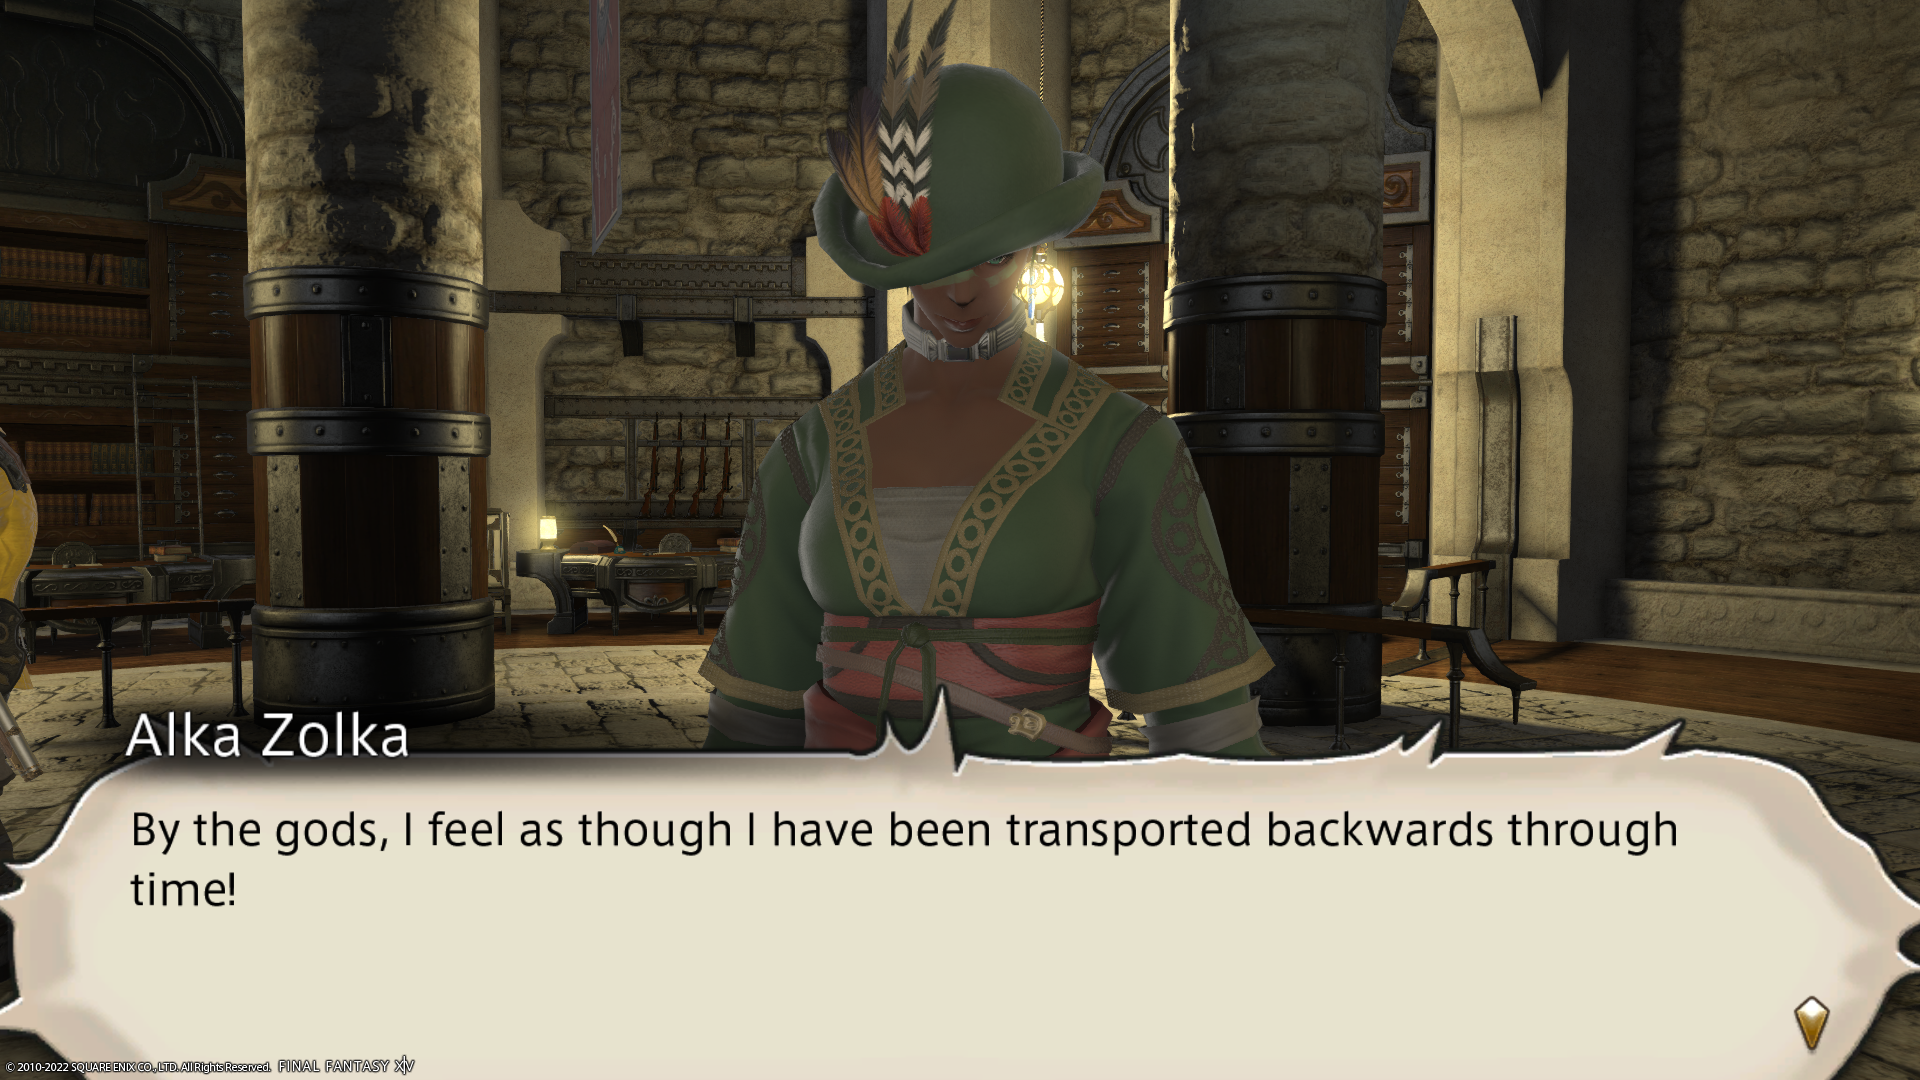 Alka Zolka
By the gods, I feel as though I have been transported backwards through
time!
© 2010-2022 SQUARE ENIX CO., LTD. All Rights Reserved. FINAL FANTASY XIV